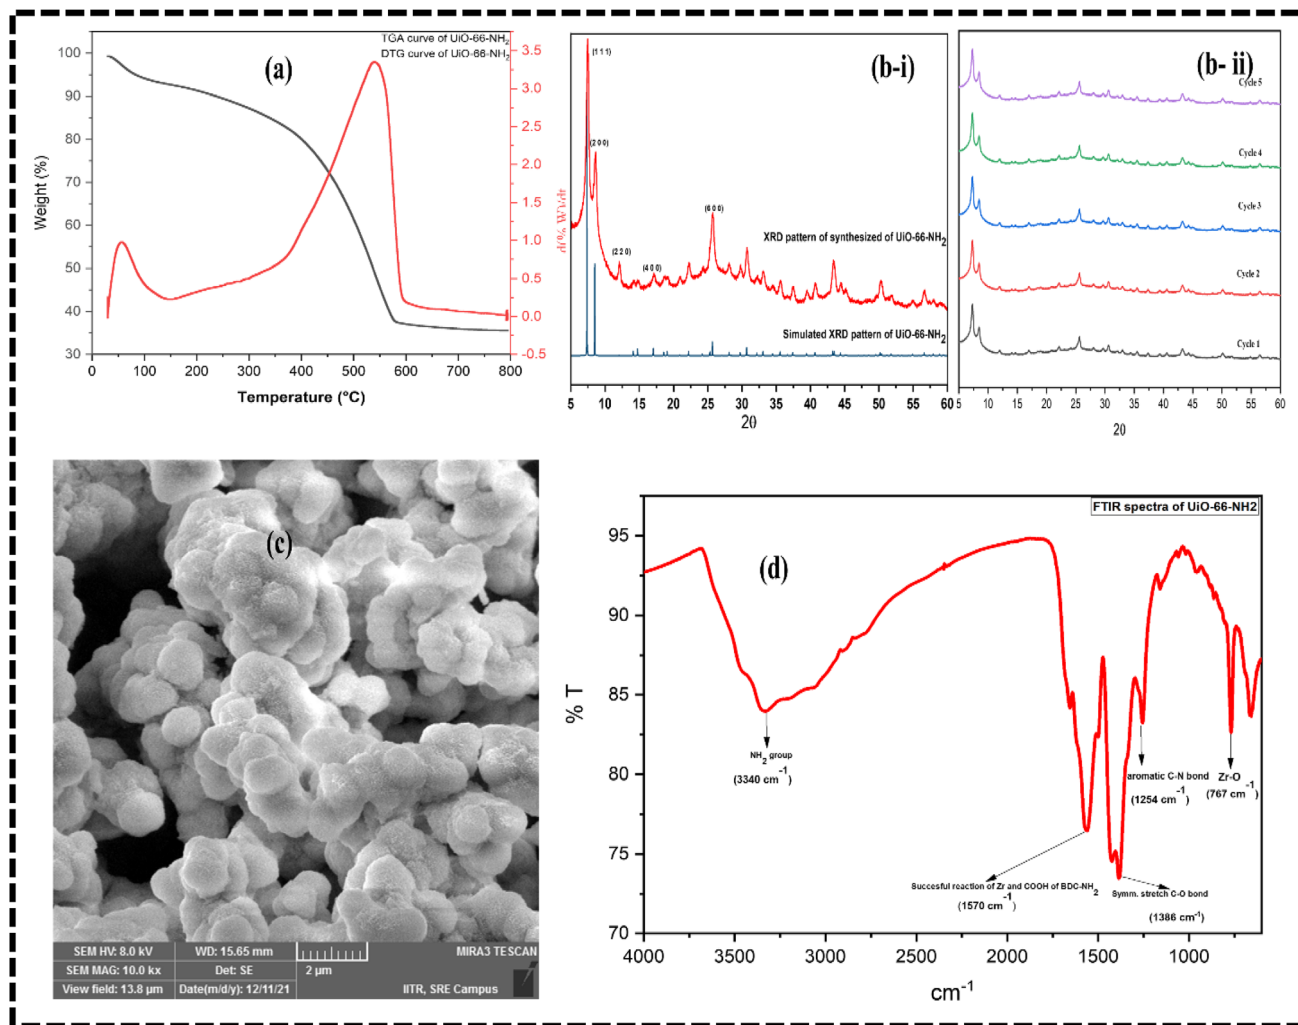 TGA curve of UiO-66-NH2
DTG curve of UiO-66-NH2
(a)
100
90
80
70
60
50
40
30
Weight (%)
3.5
3.0
2.5
2.0
1.5
1.0
0.5
0.0
-0.5
d(% W)/dt
0 100 200 300 400 500 600 700 800
Temperature (°C)
(b-i)
(1 1 1)
(2 0 0)
(2 2 0)
(4 0 0)
(6 0 0)
XRD pattern of synthesized of UiO-66-NH2
Simulated XRD pattern of UiO-66-NH2
5 10 15 20 25 30 35 40 45 50 55 60
2θ
(b- ii)
Cycle 5
Cycle 4
Cycle 3
Cycle 2
Cycle 1
5 10 15 20 25 30 35 40 45 50 55 60
2θ
(c)
SEM HV: 8.0 kV WD: 15.65 mm MIRA3 TESCAN
SEM MAG: 10.0 kx Det: SE 2 µm
View field: 13.8 µm Date(m/d/y): 12/11/21 IITR, SRE Campus
FTIR spectra of UiO-66-NH2
(d)
95
90
85
80
75
70
% T
NH2 group
(3340 cm-1)
aromatic C-N bond
(1254 cm-1)
Zr-O
(767 cm-1)
Succesful reaction of Zr and COOH of BDC-NH2
(1570 cm-1)
Symm. stretch C-O bond
(1386 cm-1)
4000 3500 3000 2500 2000 1500 1000
cm-1